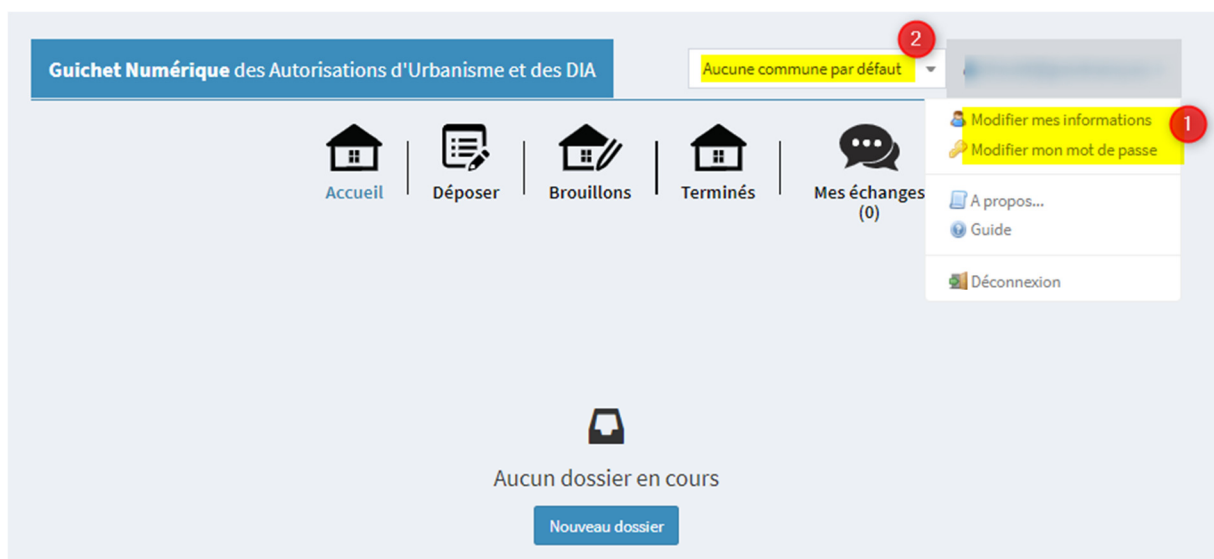 2
Guichet Numérique des Autorisations d'Urbanisme et des DIA
Aucune commune par défaut
Modifier mes informations
1
Modifier mon mot de passe
Accueil
Déposer
Brouillons
Terminés
Mes échanges
(0)
A propos...
Guide
Déconnexion
Aucun dossier en cours
Nouveau dossier